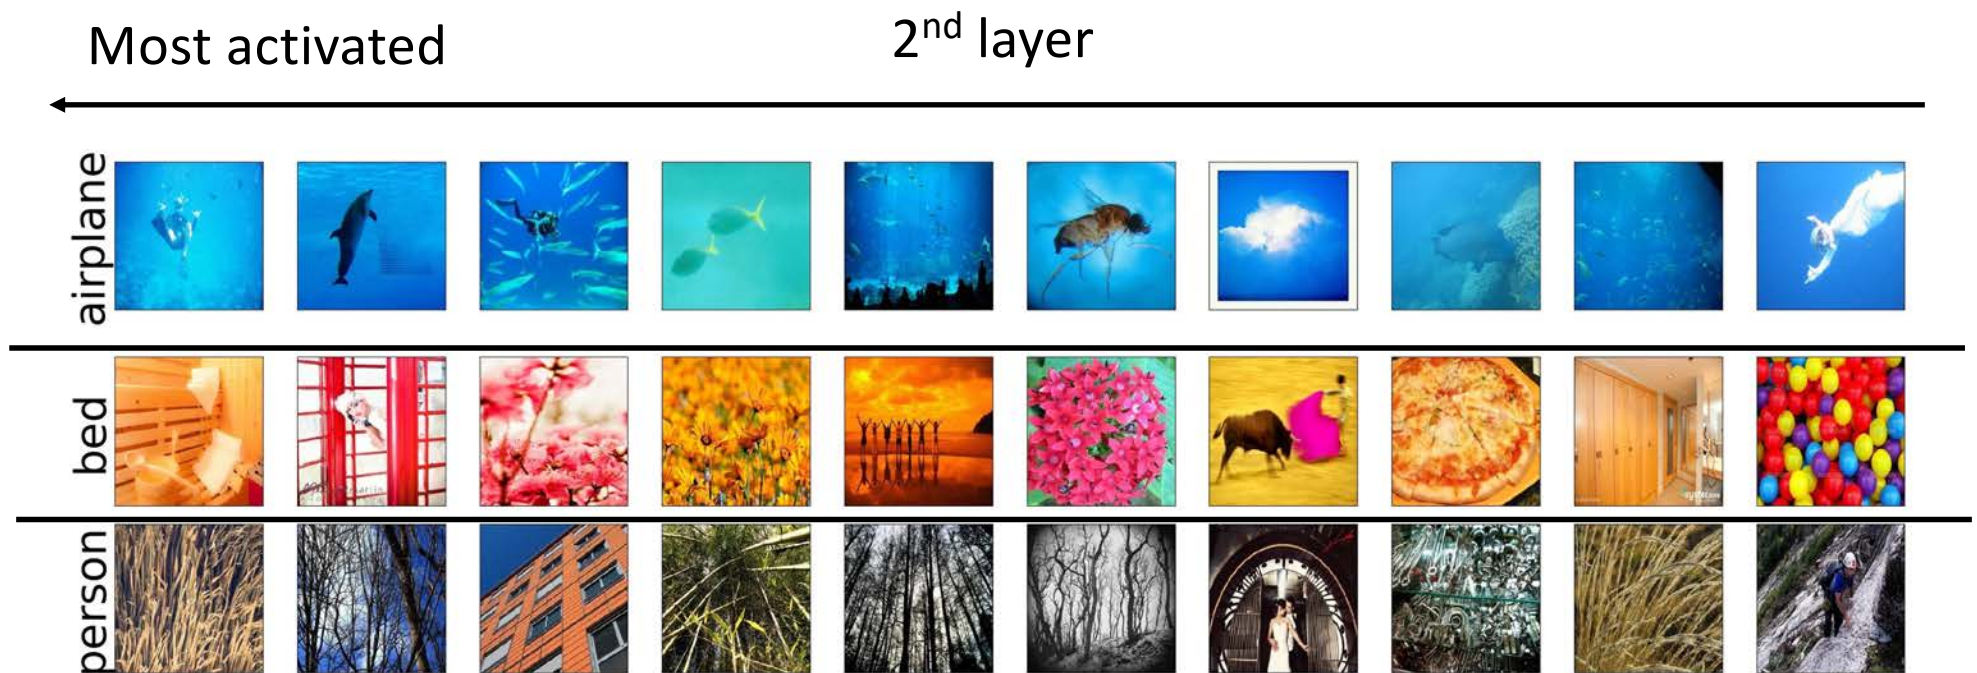 Most activated
2nd layer
airplane
bed
person